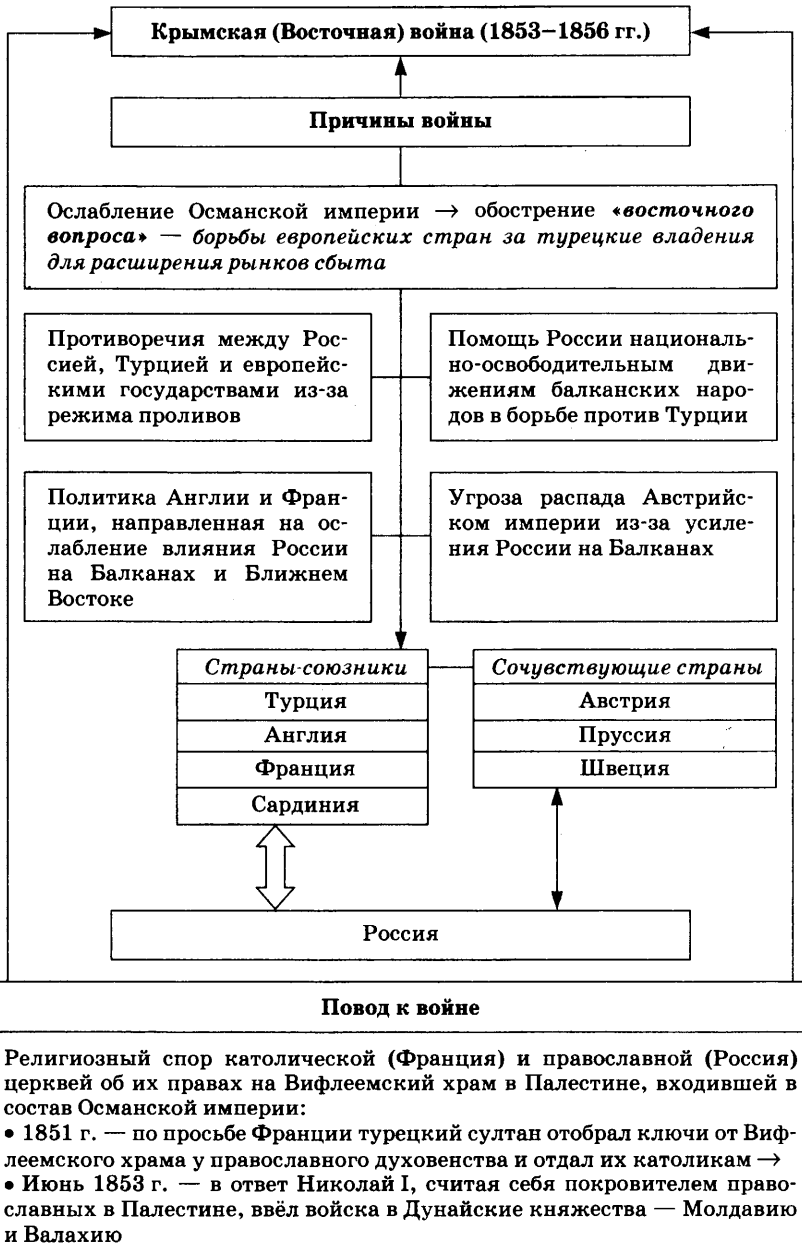 Крымская (Восточная) война (1853–1856 гг.)
Причины войны
Ослабление Османской империи → обострение «восточного
вопроса» — борьбы европейских стран за турецкие владения
для расширения рынков сбыта
Противоречия между Рос-
сией, Турцией и европейс-
кими государствами из-за
режима проливов
Помощь России националь-
но-освободительным дви-
жениям балканских наро-
дов в борьбе против Турции
Политика Англии и Фран-
ции, направленная на ос-
лабление влияния России
на Балканах и Ближнем
Востоке
Угроза распада Австрийс-
ком империи из-за усиле-
ния России на Балканах
Страны-союзники
Турция
Англия
Франция
Сардиния
Сочувствующие страны
Австрия
Пруссия
Швеция
Россия
Повод к войне
Религиозный спор католической (Франция) и православной (Россия)
церквей об их правах на Вифлеемский храм в Палестине, входившей в
состав Османской империи:
• 1851 г. — по просьбе Франции турецкий султан отобрал ключи от Виф-
леемского храма у православного духовенства и отдал их католикам →
• Июнь 1853 г. — в ответ Николай I, считая себя покровителем право-
славных в Палестине, ввёл войска в Дунайские княжества — Молдавию
и Валахию